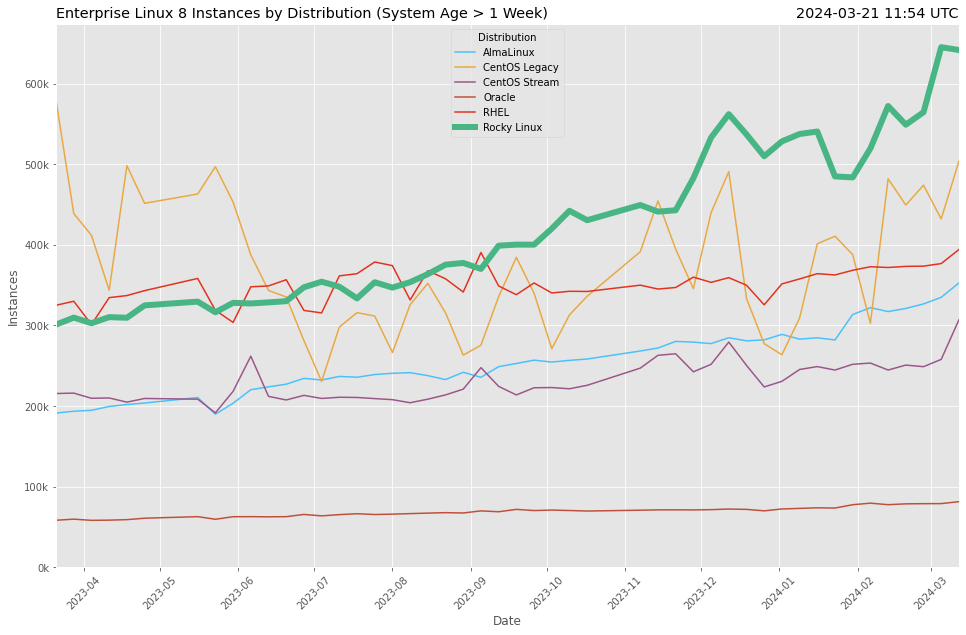 Enterprise Linux 8 Instances by Distribution (System Age > 1 Week)
2024-03-21 11:54 UTC
Distribution
AlmaLinux
CentOS Legacy
CentOS Stream
Oracle
RHEL
Rocky Linux
600k
500k
400k
300k
200k
100k
0k
Instances
2023-04
2023-05
2023-06
2023-07
2023-08
2023-09
2023-10
2023-11
2023-12
2024-01
2024-02
2024-03
Date